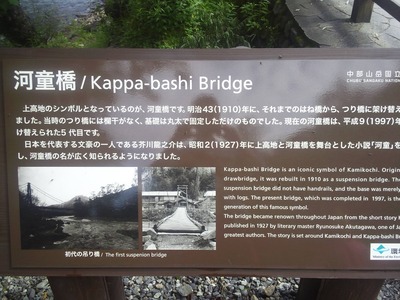 河童橋 / Kappa-bashi Bridge
中部山岳国立
CHUBU SANGAKU NATION
上高地のシンボルとなっているのが、河童橋です。明治43(1910)年に、それまでのはね橋から、つり橋に架け替え
ました。当時のつり橋には欄干がなく、基礎は丸太で固定しただけのものでした。現在の河童橋は、平成9(1997)年
け替えられた5代目です。
日本を代表する文豪の一人である芥川龍之介は、昭和2(1927)年に上高地と河童橋を舞台とした小説「河童」を
し、河童橋の名が広く知られるようになりました。
Kappa-bashi Bridge is an iconic symbol of Kamikochi. Origin
drawbridge, it was rebuilt in 1910 as a suspension bridge. The
suspension bridge did not have handrails, and the base was merely
with logs. The present bridge, which was completed in 1997, is the
generation of this famous symbol.
The bridge became renown throughout Japan from the short story
published in 1927 by literary master Ryunosuke Akutagawa, one of Ja
greatest authors. The story is set around Kamikochi and Kappa-bashi
初代の吊り橋 / The first suspension bridge
環